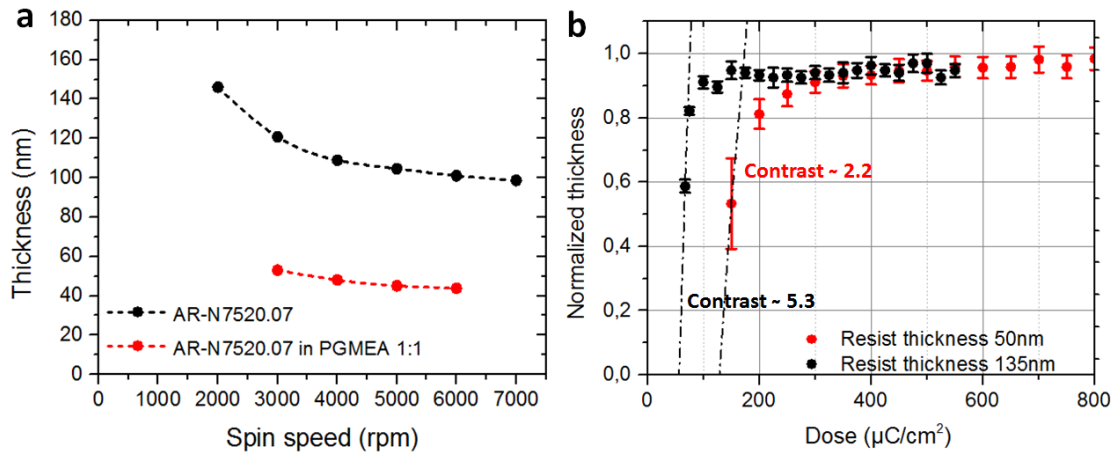 a
180
160
140
120
100
80
60
40
20
0
Thickness (nm)
AR-N7520.07
AR-N7520.07 in PGMEA 1:1
0 1000 2000 3000 4000 5000 6000 7000
Spin speed (rpm)
b
1,0
0,8
0,6
0,4
0,2
0,0
Normalized thickness
Contrast ~ 2.2
Contrast ~ 5.3
Resist thickness 50nm
Resist thickness 135nm
0 200 400 600 800
Dose (µC/cm²)